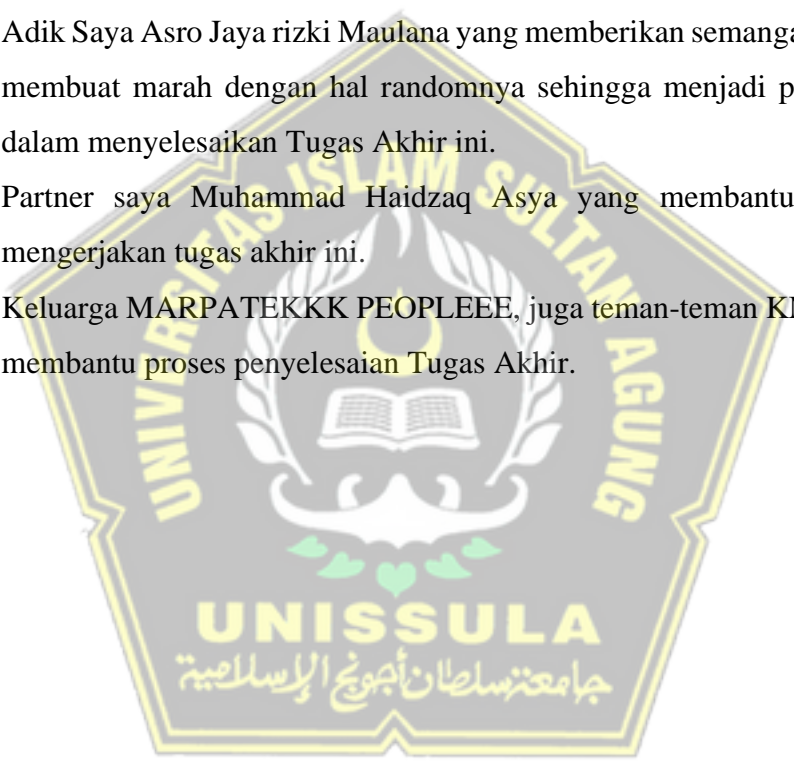 Adik Saya Asro Jaya rizki Maulana yang memberikan
membuat marah dengan hal randomnya sehingga menjadi
dalam menyelesaikan Tugas Akhir ini.
Partner saya Muhammad Haidzaq Asya yang membantu
mengerjakan tugas akhir ini.
Keluarga MARPATEKKK PEOPLEEE, juga teman-teman
membantu proses penyelesaian Tugas Akhir.
UNIVERSITAS ISLAM SULTAN AGUNG
UNISSULA
جامعة سلطان أجونج الإسلامية